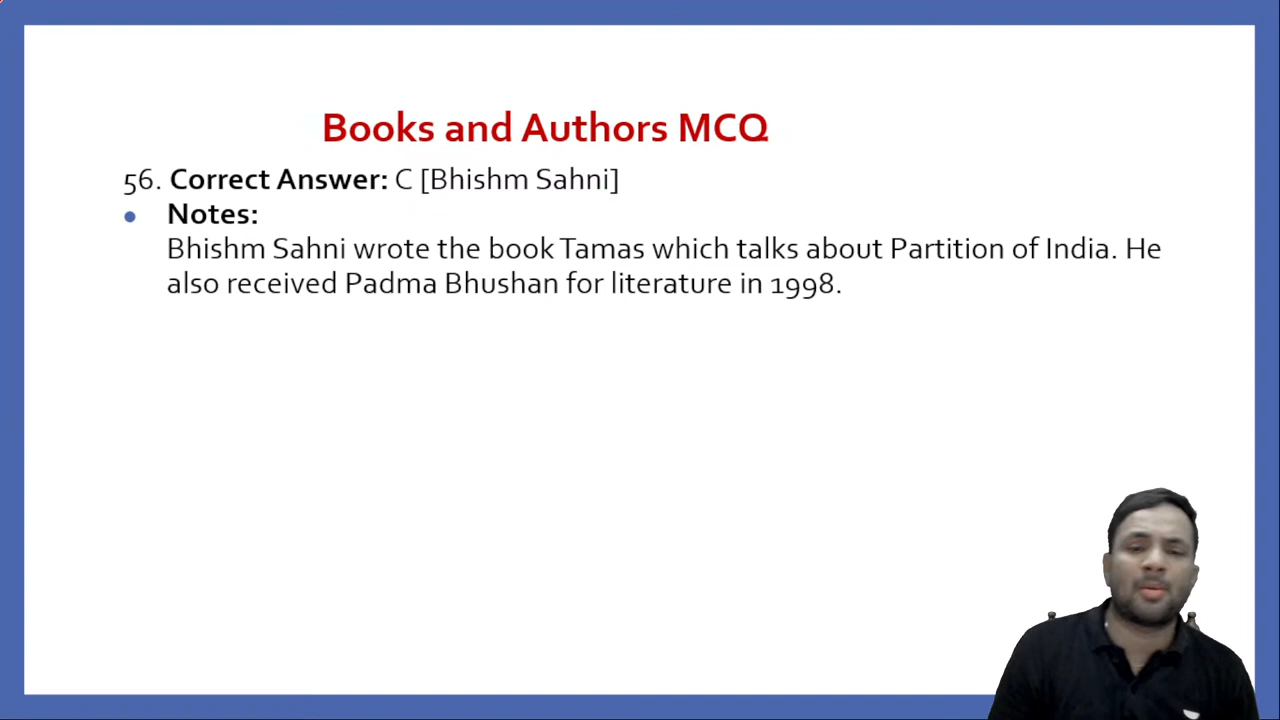 Books and Authors MCQ
56. Correct Answer: C [Bhishm Sahni]
• Notes:
Bhishm Sahni wrote the book Tamas which talks about Partition of India. He
also received Padma Bhushan for literature in 1998.